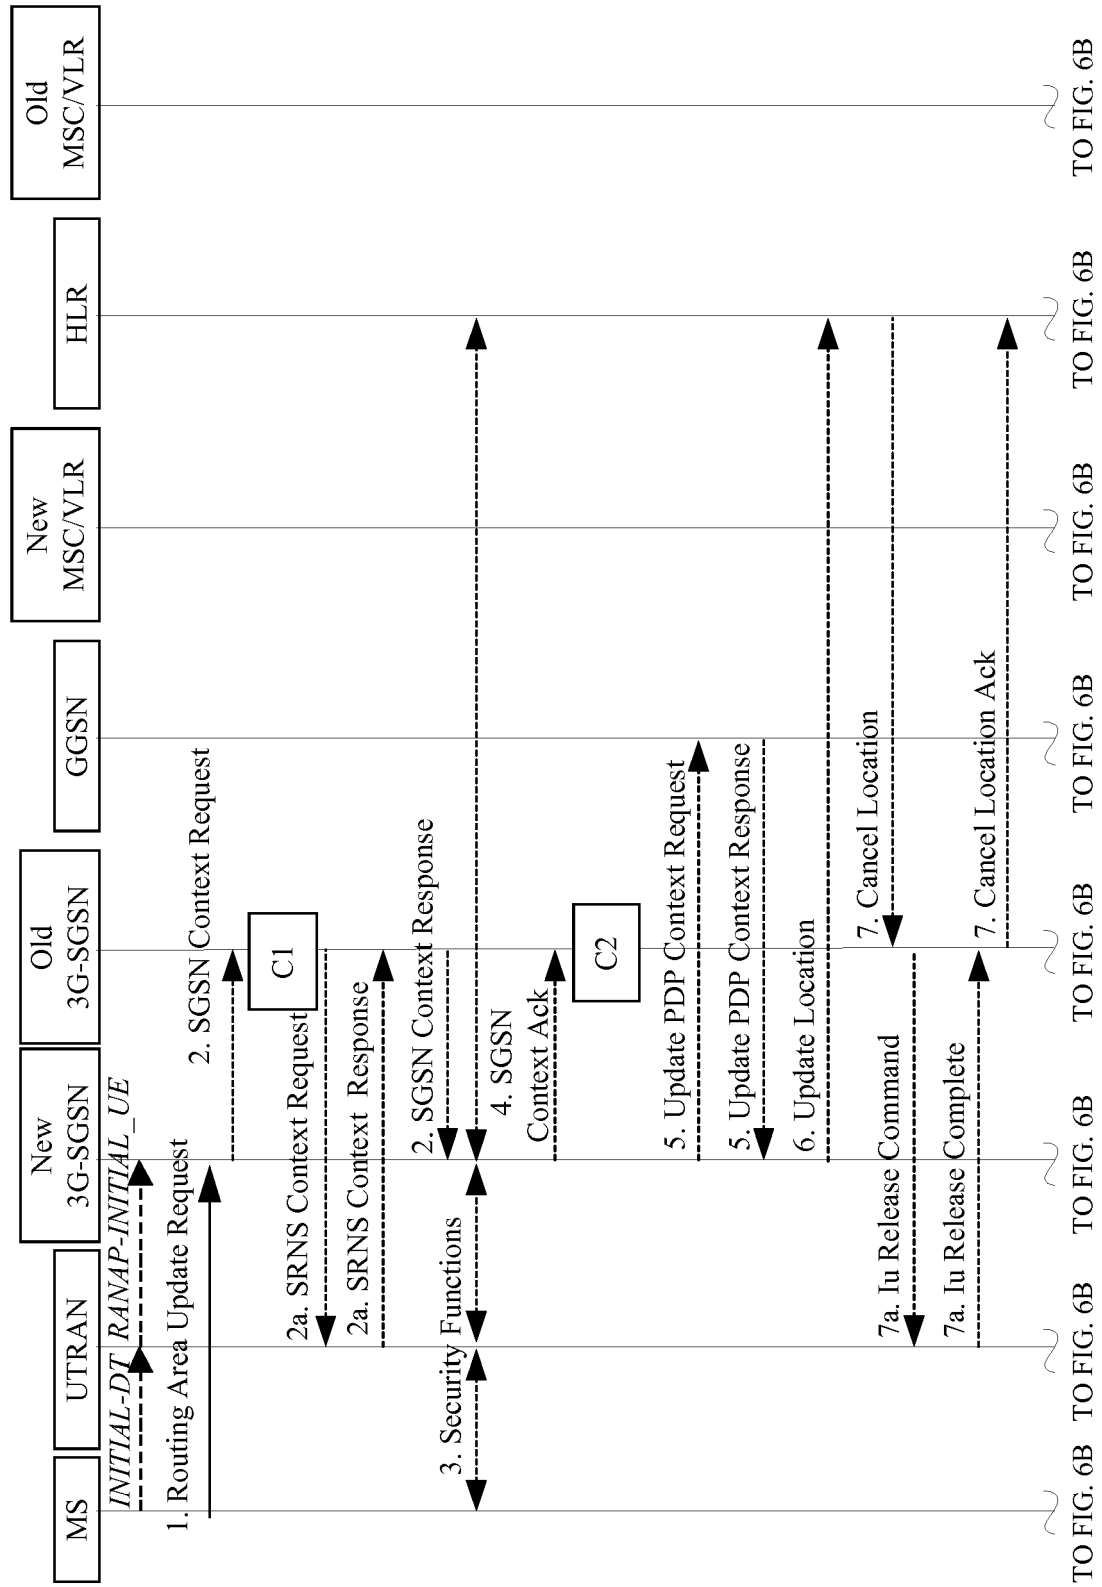 MS
UTRAN
New
3G-SGSN
Old
3G-SGSN
GGSN
New
MSC/VLR
HLR
Old
MSC/VLR
INITIAL-DT RANAP-INITIAL_UE
1. Routing Area Update Request
2. SGSN Context Request
C1
2a. SRNS Context Request
2a. SRNS Context Response
2. SGSN Context Response
3. Security Functions
4. SGSN
Context Ack
C2
5. Update PDP Context Request
5. Update PDP Context Response
6. Update Location
7. Cancel Location
7a. Iu Release Command
7a. Iu Release Complete
7. Cancel Location Ack
TO FIG. 6B
TO FIG. 6B
TO FIG. 6B
TO FIG. 6B
TO FIG. 6B
TO FIG. 6B
TO FIG. 6B
TO FIG. 6B